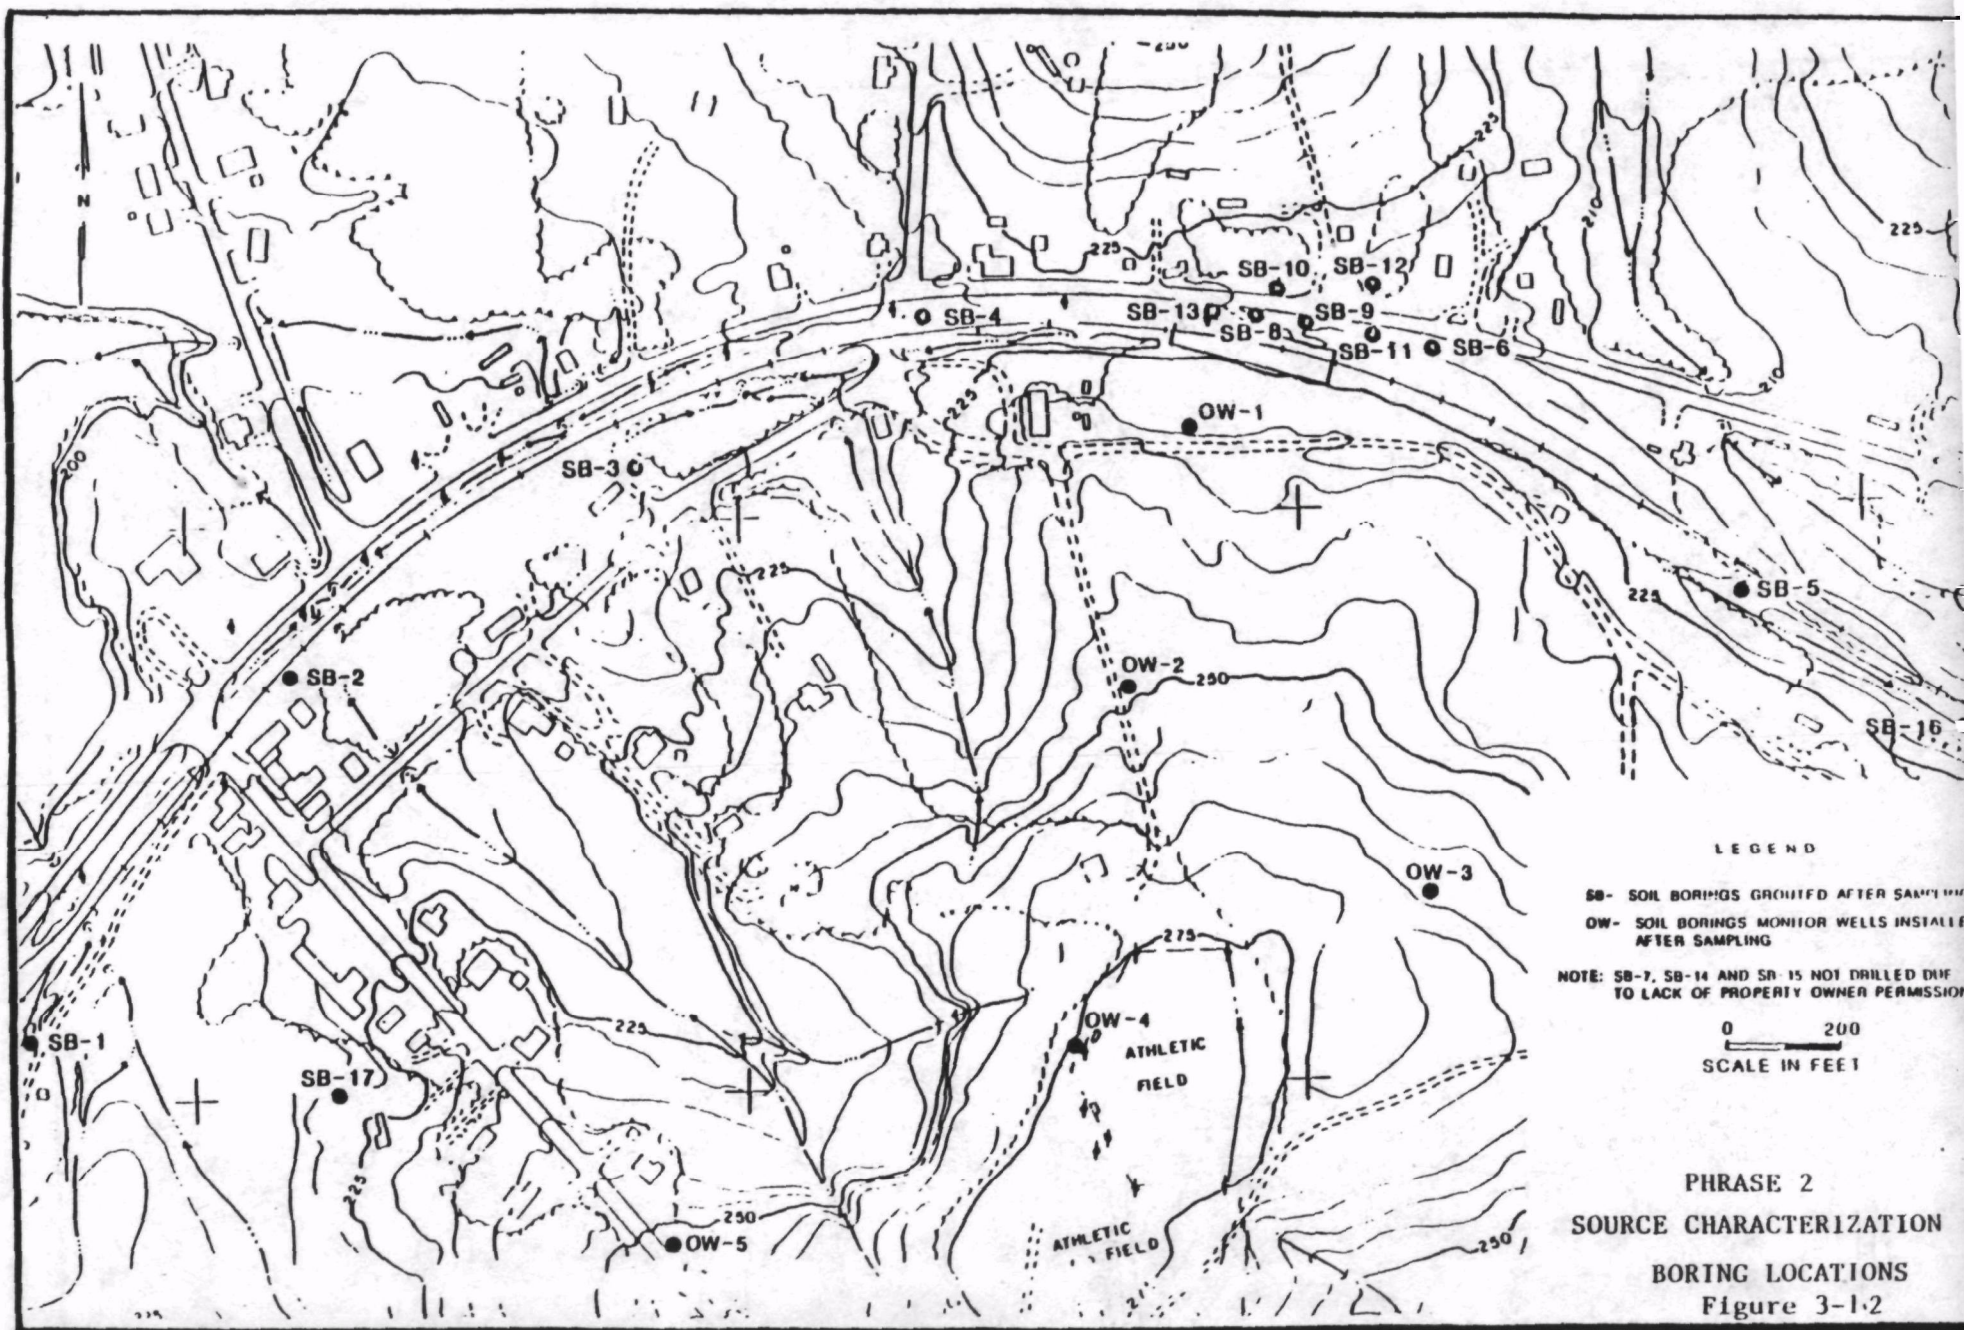 250
N
225
225
210
225
SB-10
SB-12
SB-4
SB-13
SB-8
SB-9
SB-11
SB-6
210
225
OW-1
200
SB-3
225
225
SB-5
OW-2
250
SB-2
SB-16
OW-3
LEGEND
SB- SOIL BORINGS GROUTED AFTER
OW- SOIL BORINGS MONITOR WELLS
AFTER SAMPLING
NOTE: SB-7, SB-14 AND SB-15 NOT DRILLED DUE
TO LACK OF PROPERTY OWNER PERMISSION
0 200
SCALE IN FEET
275
225
OW-4
ATHLETIC
FIELD
SB-1
SB-17
225
250
OW-5
ATHLETIC
FIELD
250
PHRASE 2
SOURCE CHARACTERIZATION
BORING LOCATIONS
Figure 3-1.2